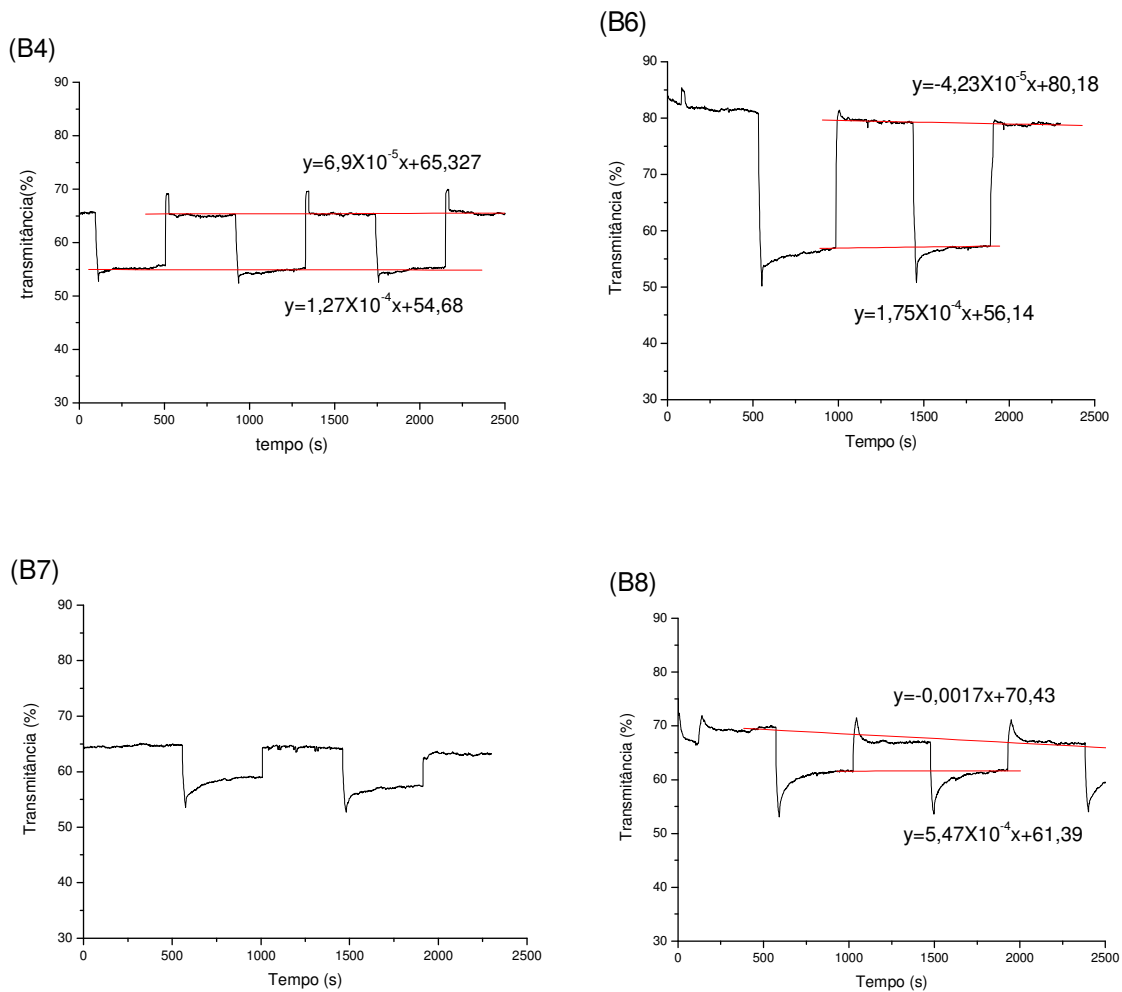 (B4)
90
80
70
60
50
40
30
transmitância(%)
y=6,9X10⁻⁵x+65,327
y=1,27X10⁻⁴x+54,68
0 500 1000 1500 2000 2500
tempo (s)
(B6)
90
80
70
60
50
40
30
Transmitância (%)
y=-4,23X10⁻⁵x+80,18
y=1,75X10⁻⁴x+56,14
0 500 1000 1500 2000 2500
Tempo (s)
(B7)
90
80
70
60
50
40
30
Transmitância (%)
0 500 1000 1500 2000 2500
Tempo (s)
(B8)
90
80
70
60
50
40
30
Transmitância (%)
y=-0,0017x+70,43
y=5,47X10⁻⁴x+61,39
0 500 1000 1500 2000 2500
Tempo (s)